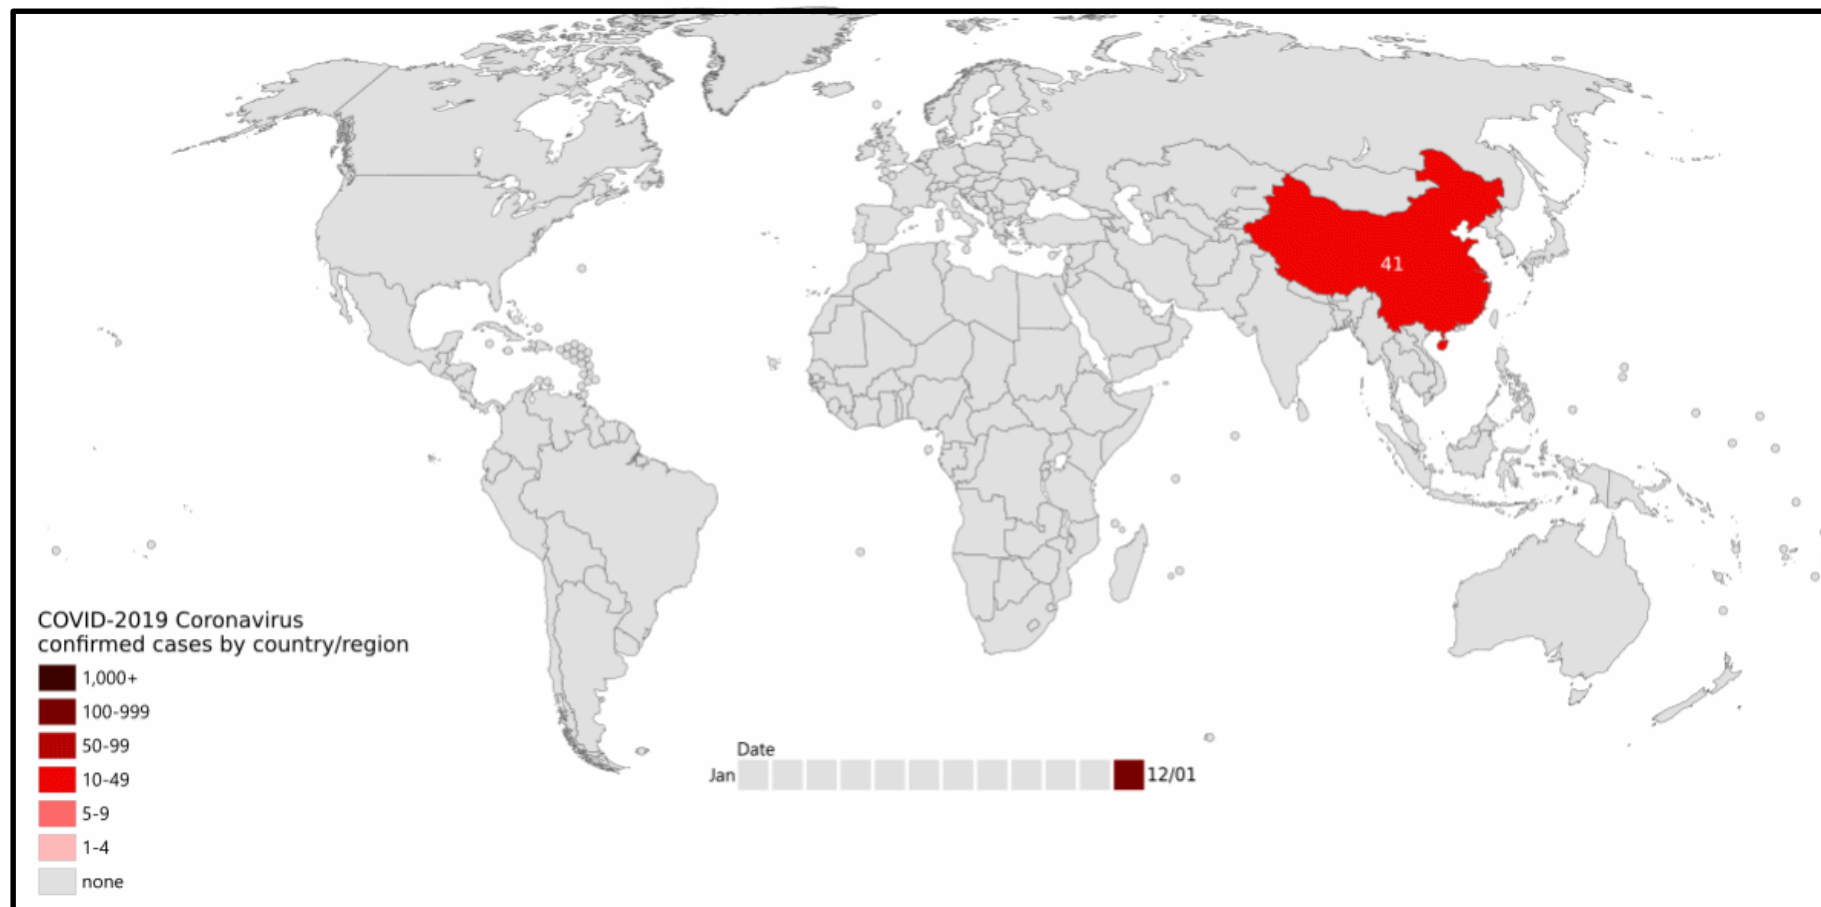 41
COVID-2019 Coronavirus
confirmed cases by country/region
1,000+
100-999
50-99
10-49
5-9
1-4
none
Date
Jan 12/01